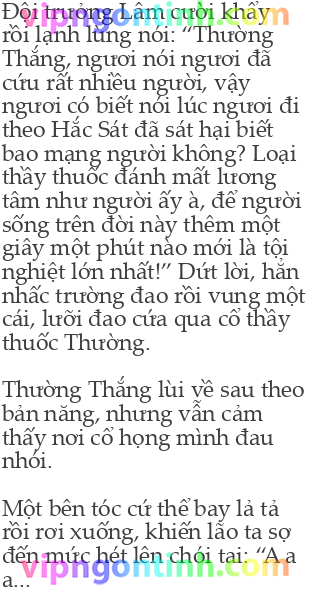 Đội trưởng Lâm cười khẩy
rồi lạnh lùng nói: “Thường
Thắng, ngươi nói ngươi đã
cứu rất nhiều người, vậy
ngươi có biết nói lúc ngươi đi
theo Hắc Sát đã sát hại biết
bao mạng người không? Loại
thầy thuốc đánh mất lương
tâm như người ấy à, để người
sống trên đời này thêm một
giây một phút nào mới là tội
nghiệt lớn nhất!” Dứt lời, hắn
nhấc trường đao rồi vung một
cái, lưỡi đao cứa qua cổ thầy
thuốc Thường.
Thường Thắng lùi về sau theo
bản năng, nhưng vẫn cảm
thấy nơi cổ họng mình đau
nhói.
Một bên tóc cứ thế bay lả tả
rồi rơi xuống, khiến lão ta sợ
đến mức hét lên chói tai: “A a
a...
vipngontinh.com
vipngontinh.com